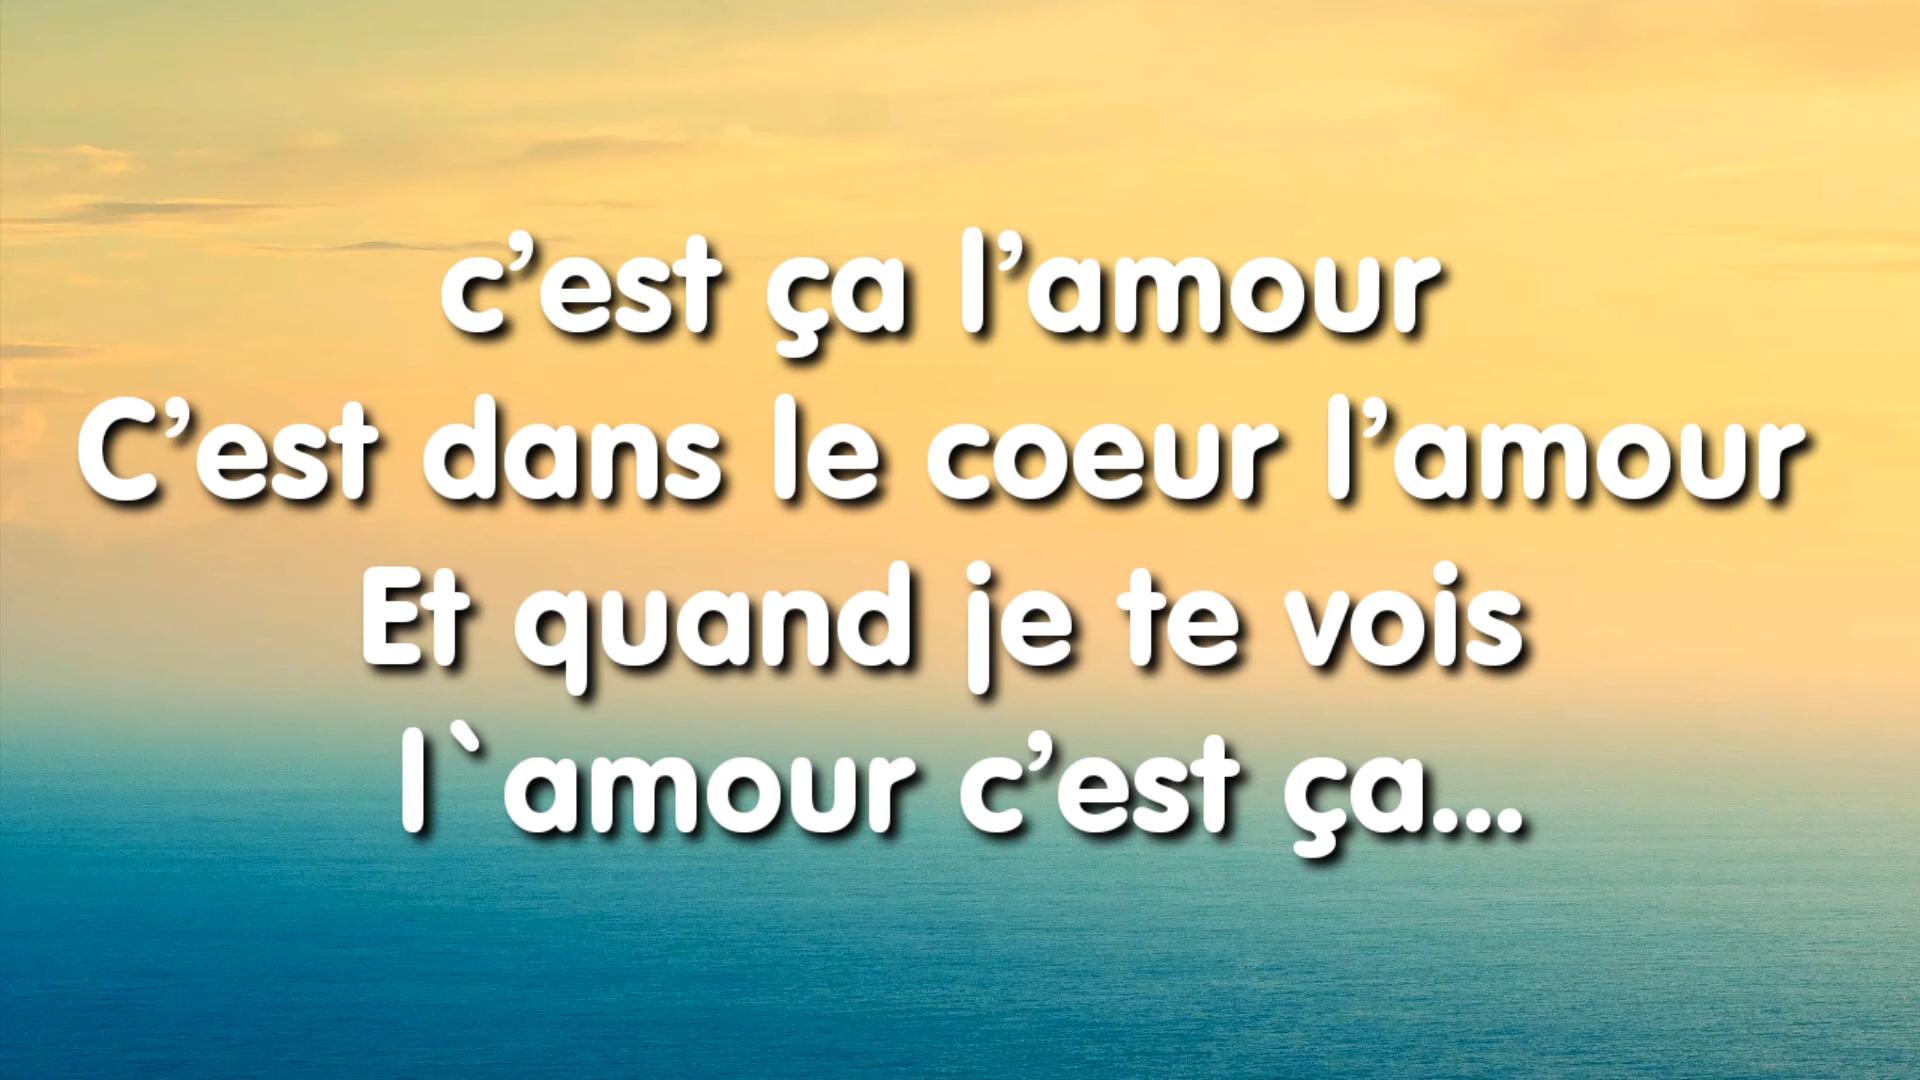 c’est ça l’amour
C’est dans le coeur l’amour
Et quand je te vois
l`amour c’est ça...